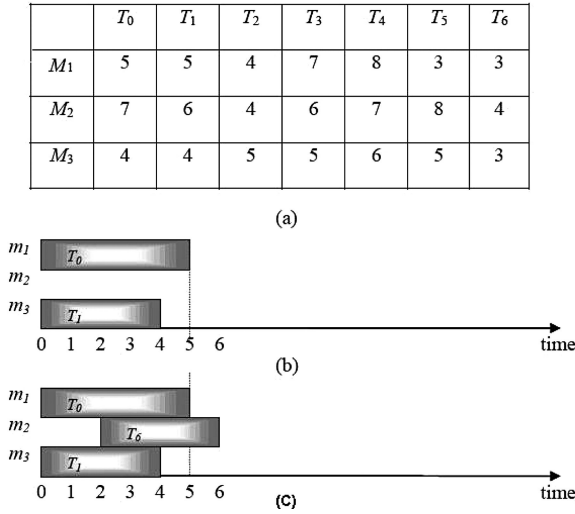 T0 T1 T2 T3 T4 T5 T6
M1 5 5 4 7 8 3 3
M2 7 6 4 6 7 8 4
M3 4 4 5 5 6 5 3
(a)
m1 T0
m2
m3 T1
0 1 2 3 4 5 6 time
(b)
m1 T0
m2 T6
m3 T1
0 1 2 3 4 5 6 time
(C)